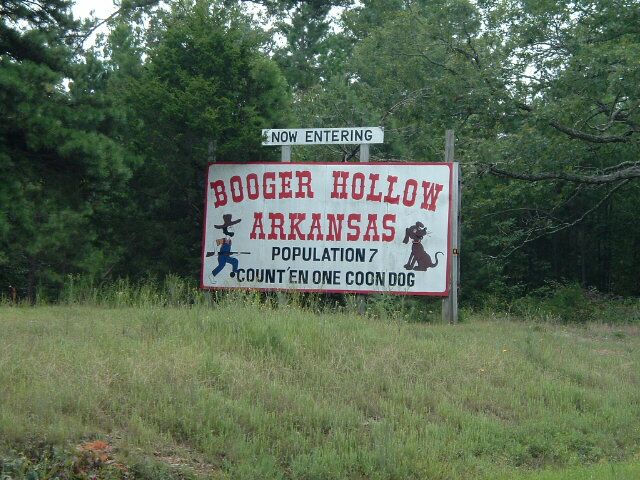 NOW ENTERING
BOOGER HOLLOW
ARKANSAS
POPULATION 7
COUNT'EN ONE COON DOG